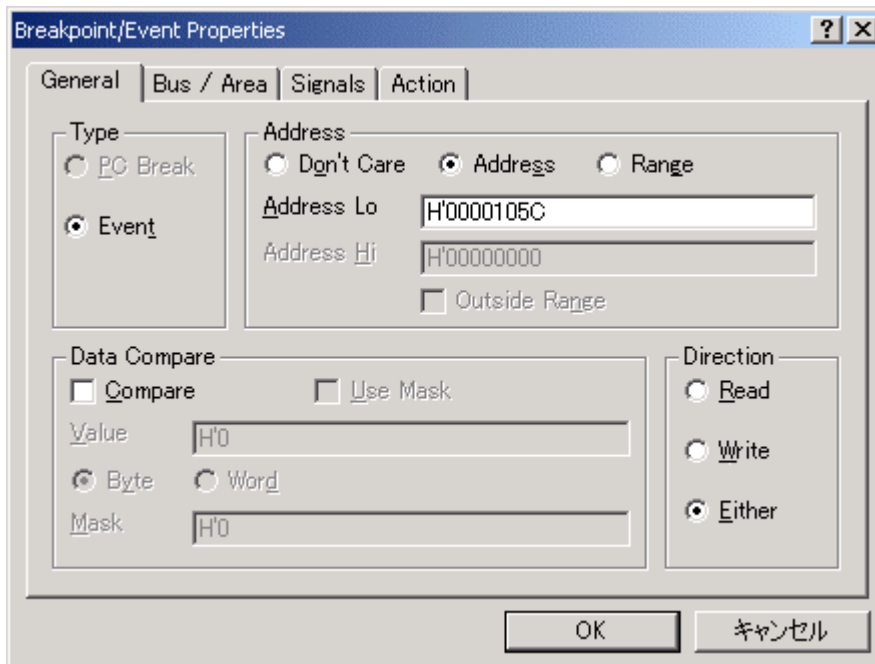 Breakpoint/Event Properties
General Bus / Area Signals Action
Type
PC Break
Event
Address
Don't Care Address Range
Address Lo H'0000105C
Address Hi H'00000000
Outside Range
Data Compare
Compare Use Mask
Value H'0
Byte Word
Mask H'0
Direction
Read
Write
Either
OK キャンセル